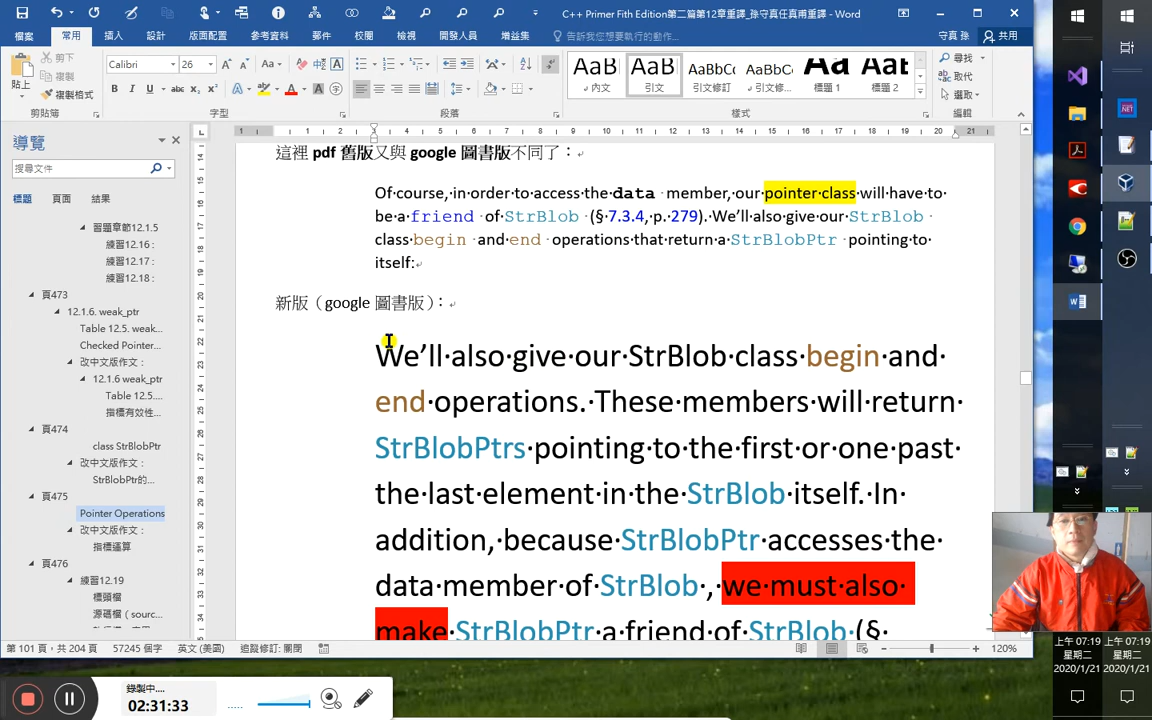 C++ Primer Fith Edition第二篇第12章重譯_孫守真任真甫重譯 - Word
檔案 常用 插入 設計 版面配置 參考資料 郵件 校閱 檢視 開發人員 增益集 告訴我您想要執行的動作... 守真 孫 共用
貼上 剪下 複製 複製格式
Calibri 26
AaB AaB AaBbC AaBbC AaB AaB
內文 引文 引文修訂 引文修... 標題 1 標題 2
尋找 取代 選取
剪貼簿 字型 段落 樣式 編輯
導覽
搜尋文件
標題 頁面 結果
習題章節12.1.5
練習12.16 :
練習12.17 :
練習12.18 :
頁473
12.1.6. weak_ptr
Table 12.5. weak...
Checked Pointer...
改中文版作文：
12.1.6 weak_ptr
Table 12.5...
指標有效性...
頁474
class StrBlobPtr
改中文版作文：
StrBlobPtr的...
頁475
Pointer Operations
改中文版作文：
指標運算
頁476
練習12.19
標頭檔
源碼檔（sourc...
這裡 pdf 舊版又與 google 圖書版不同了：
Of course, in order to access the data member, our pointer class will have to
be a friend of StrBlob (§ 7.3.4, p. 279). We’ll also give our StrBlob
class begin and end operations that return a StrBlobPtr pointing to
itself:
新版（google 圖書版）：
We’ll also give our StrBlob class begin and
end operations. These members will return
StrBlobPtrs pointing to the first or one past
the last element in the StrBlob itself. In
addition, because StrBlobPtr accesses the
data member of StrBlob , we must also
make StrBlobPtr a friend of StrBlob (§
第 101 頁，共 204 頁 57245 個字 英文 (美國) 追蹤修訂: 關閉 120%
錄製中....
02:31:33
上午 07:19
星期二
2020/1/21
上午 07:19
星期二
2020/1/21